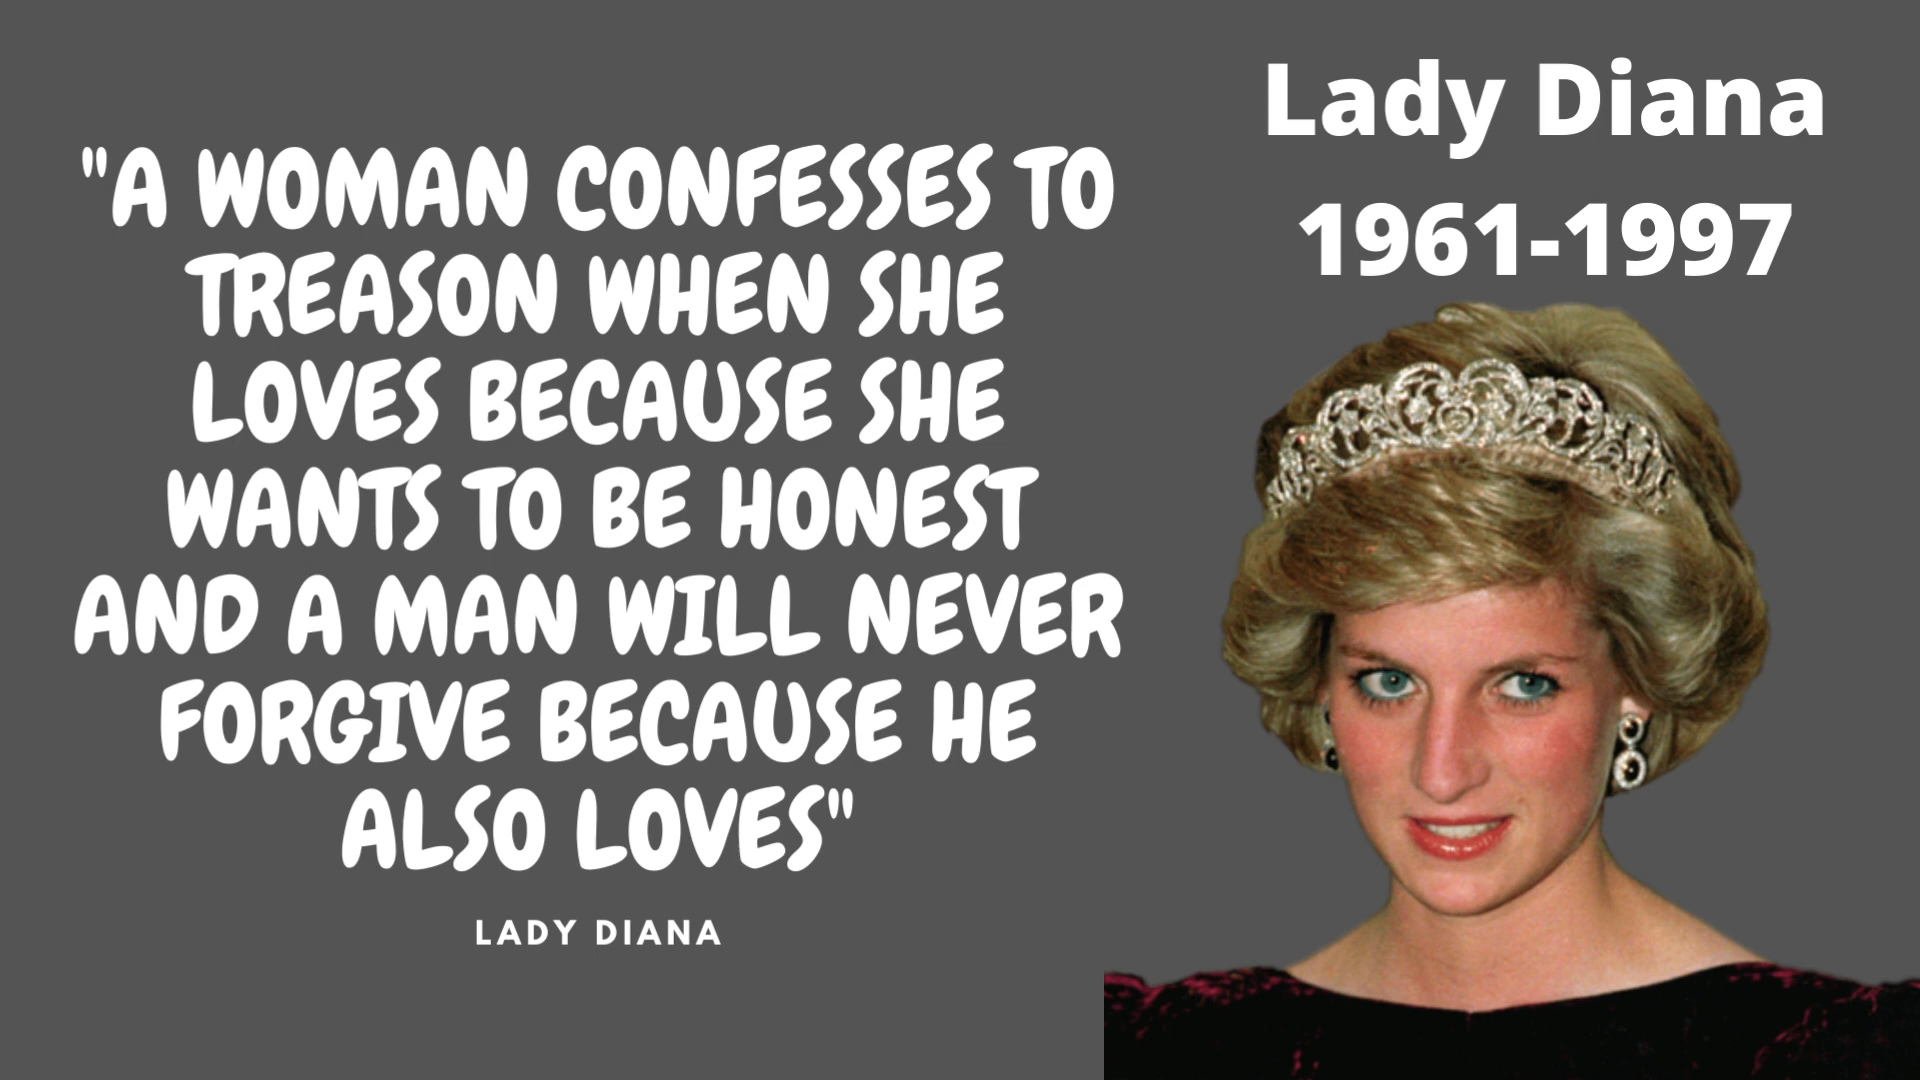 "A WOMAN CONFESSES TO
TREASON WHEN SHE
LOVES BECAUSE SHE
WANTS TO BE HONEST
AND A MAN WILL NEVER
FORGIVE BECAUSE HE
ALSO LOVES"
LADY DIANA
Lady Diana
1961-1997